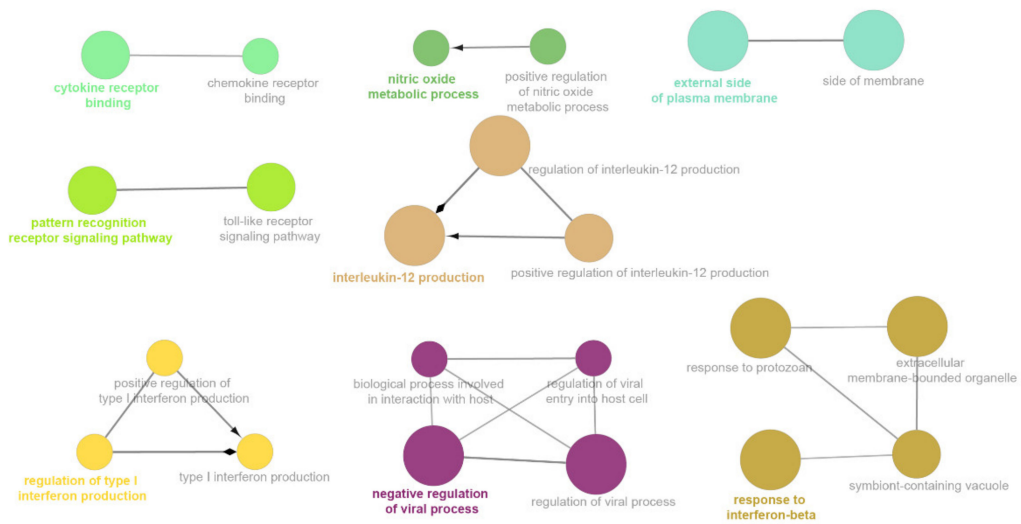 cytokine receptor
binding
chemokine receptor
binding
nitric oxide
metabolic process
positive regulation
of nitric oxide
metabolic process
external side
of plasma membrane
side of membrane
pattern recognition
receptor signaling pathway
toll-like receptor
signaling pathway
regulation of interleukin-12 production
interleukin-12 production
positive regulation of interleukin-12 production
positive regulation of
type I interferon production
regulation of type I
interferon production
type I interferon production
biological process involved
in interaction with host
regulation of viral
entry into host cell
negative regulation
of viral process
regulation of viral process
response to protozoan
extracellular
membrane-bounded organelle
response to
interferon-beta
symbiont-containing vacuole